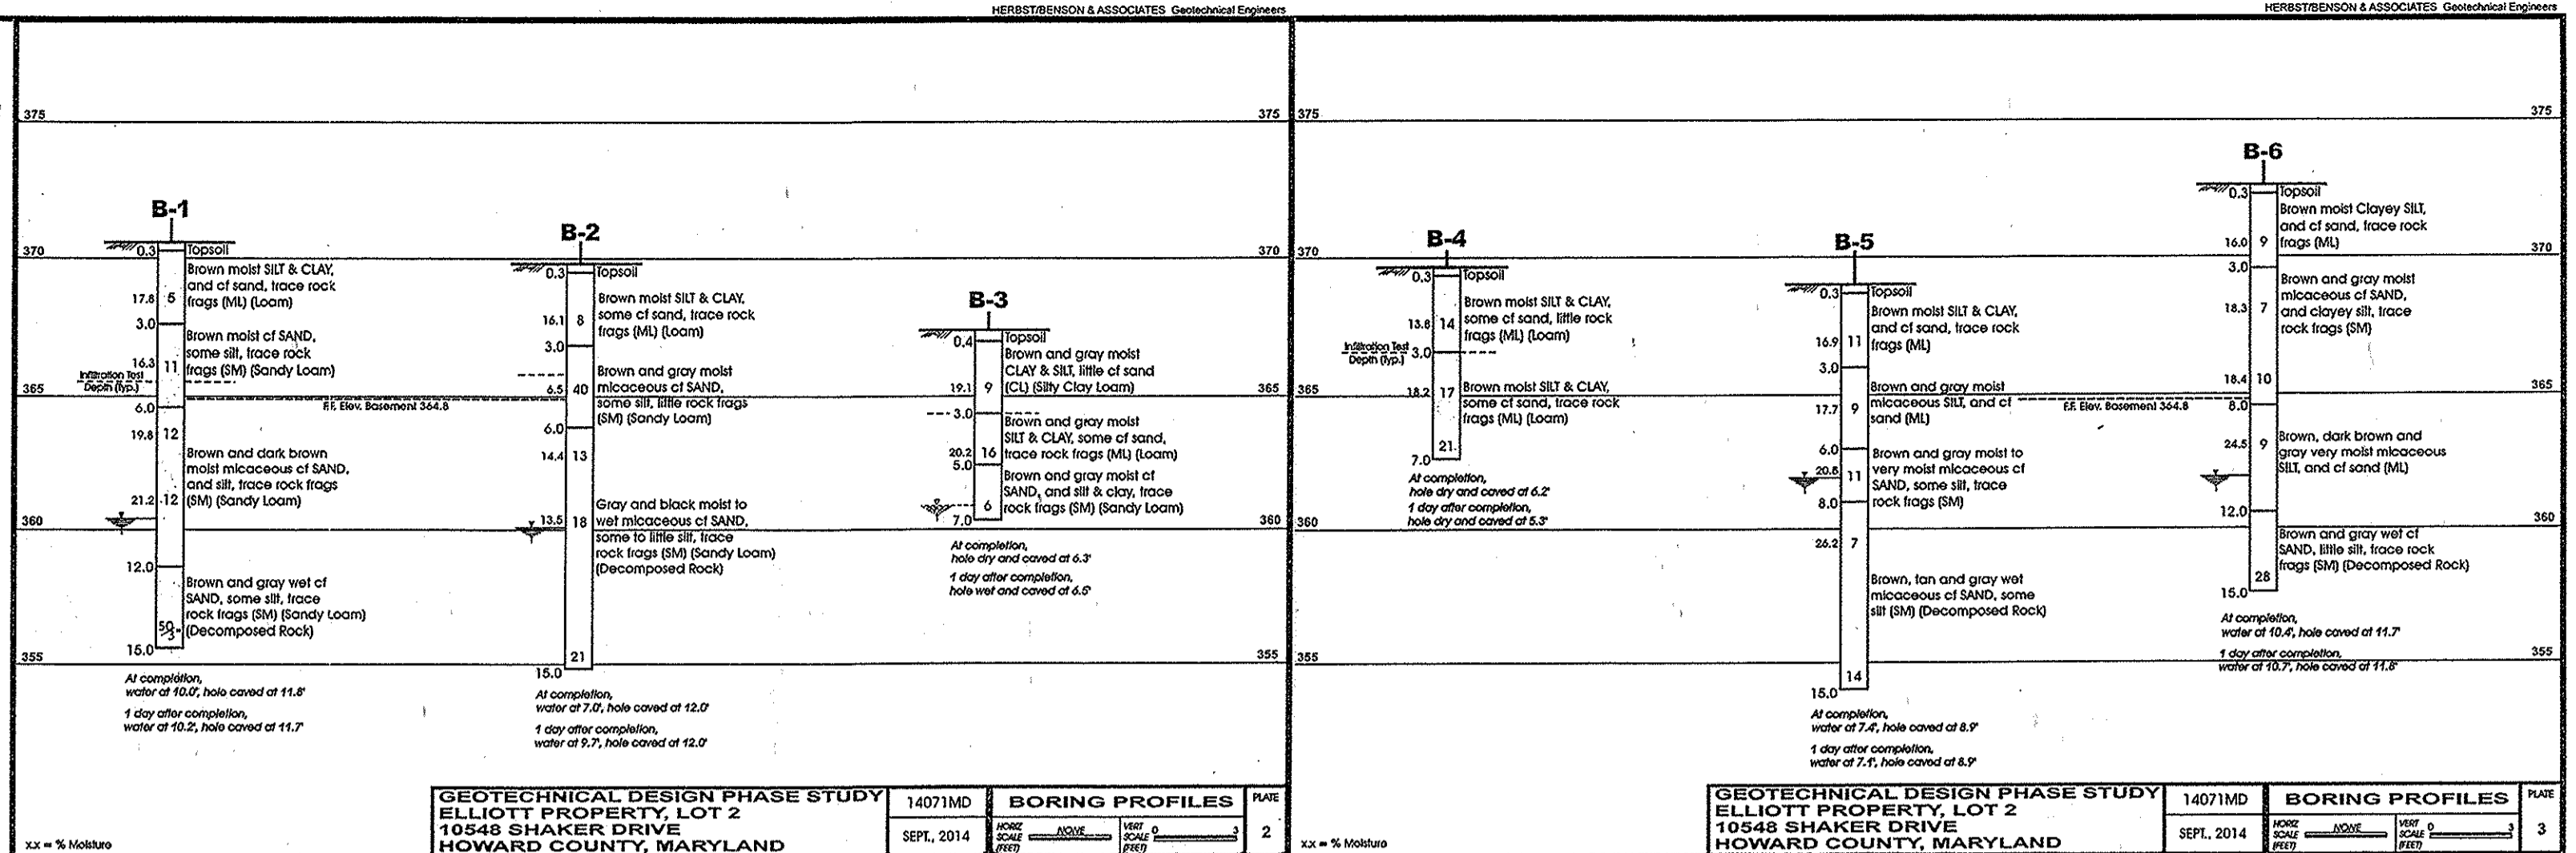 HERBST/BENSON & ASSOCIATES Geotechnical Engineers
375
375
B-1
370
370
0.3
Topsoil
Brown moist SILT & CLAY,
and cf sand, trace rock
frags (ML) (Loam)
17.8
5
3.0
Brown moist cf SAND,
some silt, trace rock
frags (SM) (Sandy Loam)
16.3
11
Infiltration Test
Depth (Typ.)
365
365
6.0
F.F. Elev. Basement 364.8
19.8
12
Brown and dark brown
moist micaceous cf SAND,
and silt, trace rock frags
(SM) (Sandy Loam)
21.2
12
360
360
12.0
Brown and gray wet cf
SAND, some silt, trace
rock frags (SM) (Sandy Loam)
(Decomposed Rock)
50/3"
15.0
355
355
At completion,
water at 10.0', hole caved at 11.8'
1 day after completion,
water at 10.2', hole caved at 11.7'
B-2
0.3
Topsoil
Brown moist SILT & CLAY,
some cf sand, trace rock
frags (ML) (Loam)
16.1
8
3.0
Brown and gray moist
micaceous cf SAND,
some silt, little rock frags
(SM) (Sandy Loam)
6.5
40
6.0
14.4
13
Gray and black moist to
wet micaceous cf SAND,
some to little silt, trace
rock frags (SM) (Sandy Loam)
(Decomposed Rock)
13.5
18
21
15.0
At completion,
water at 7.0', hole caved at 12.0'
1 day after completion,
water at 9.7', hole caved at 12.0'
B-3
0.4
Topsoil
Brown and gray moist
CLAY & SILT, little cf sand
(CL) (Silty Clay Loam)
19.1
9
3.0
Brown and gray moist
SILT & CLAY, some cf sand,
trace rock frags (ML) (Loam)
20.2
16
5.0
Brown and gray moist cf
SAND, and silt & clay, trace
rock frags (SM) (Sandy Loam)
6
7.0
At completion,
hole dry and caved at 6.3'
1 day after completion,
hole wet and caved at 6.5'
x.x = % Moisture
GEOTECHNICAL DESIGN PHASE STUDY
ELLIOTT PROPERTY, LOT 2
10548 SHAKER DRIVE
HOWARD COUNTY, MARYLAND
14071MD
SEPT., 2014
BORING PROFILES
HORIZ SCALE (FEET) NONE
VERT SCALE (FEET) 0 3
PLATE
2
HERBST/BENSON & ASSOCIATES Geotechnical Engineers
375
375
370
370
365
365
360
360
355
355
B-4
0.3
Topsoil
Brown moist SILT & CLAY,
some cf sand, little rock
frags (ML) (Loam)
13.8
14
Infiltration Test
Depth (Typ.)
3.0
Brown moist SILT & CLAY,
some cf sand, trace rock
frags (ML) (Loam)
18.2
17
21
7.0
At completion,
hole dry and caved at 6.2'
1 day after completion,
hole dry and caved at 5.3'
B-5
0.3
Topsoil
Brown moist SILT & CLAY,
and cf sand, trace rock
frags (ML)
16.9
11
3.0
Brown and gray moist
micaceous SILT, and cf
sand (ML)
17.7
9
F.F. Elev. Basement 364.8
6.0
Brown and gray moist to
very moist micaceous cf
SAND, some silt, trace
rock frags (SM)
20.8
11
8.0
26.2
7
Brown, tan and gray wet
micaceous cf SAND, some
silt (SM) (Decomposed Rock)
14
15.0
At completion,
water at 7.4', hole caved at 8.9'
1 day after completion,
water at 7.1', hole caved at 8.9'
B-6
0.3
Topsoil
Brown moist Clayey SILT,
and cf sand, trace rock
frags (ML)
16.0
9
3.0
Brown and gray moist
micaceous cf SAND,
and clayey silt, trace
rock frags (SM)
18.3
7
18.4
10
8.0
24.5
9
Brown, dark brown and
gray very moist micaceous
SILT, and cf sand (ML)
12.0
Brown and gray wet cf
SAND, little silt, trace rock
frags (SM) (Decomposed Rock)
28
15.0
At completion,
water at 10.4', hole caved at 11.7'
1 day after completion,
water at 10.7', hole caved at 11.8'
x.x = % Moisture
GEOTECHNICAL DESIGN PHASE STUDY
ELLIOTT PROPERTY, LOT 2
10548 SHAKER DRIVE
HOWARD COUNTY, MARYLAND
14071MD
SEPT., 2014
BORING PROFILES
HORIZ SCALE (FEET) NONE
VERT SCALE (FEET) 0 3
PLATE
3